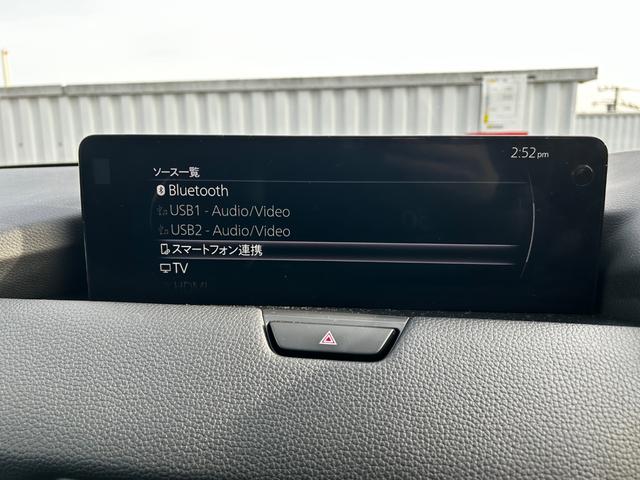 2:52pm
ソース一覧
Bluetooth
USB1 - Audio/Video
USB2 - Audio/Video
スマートフォン連携
TV
HDMI